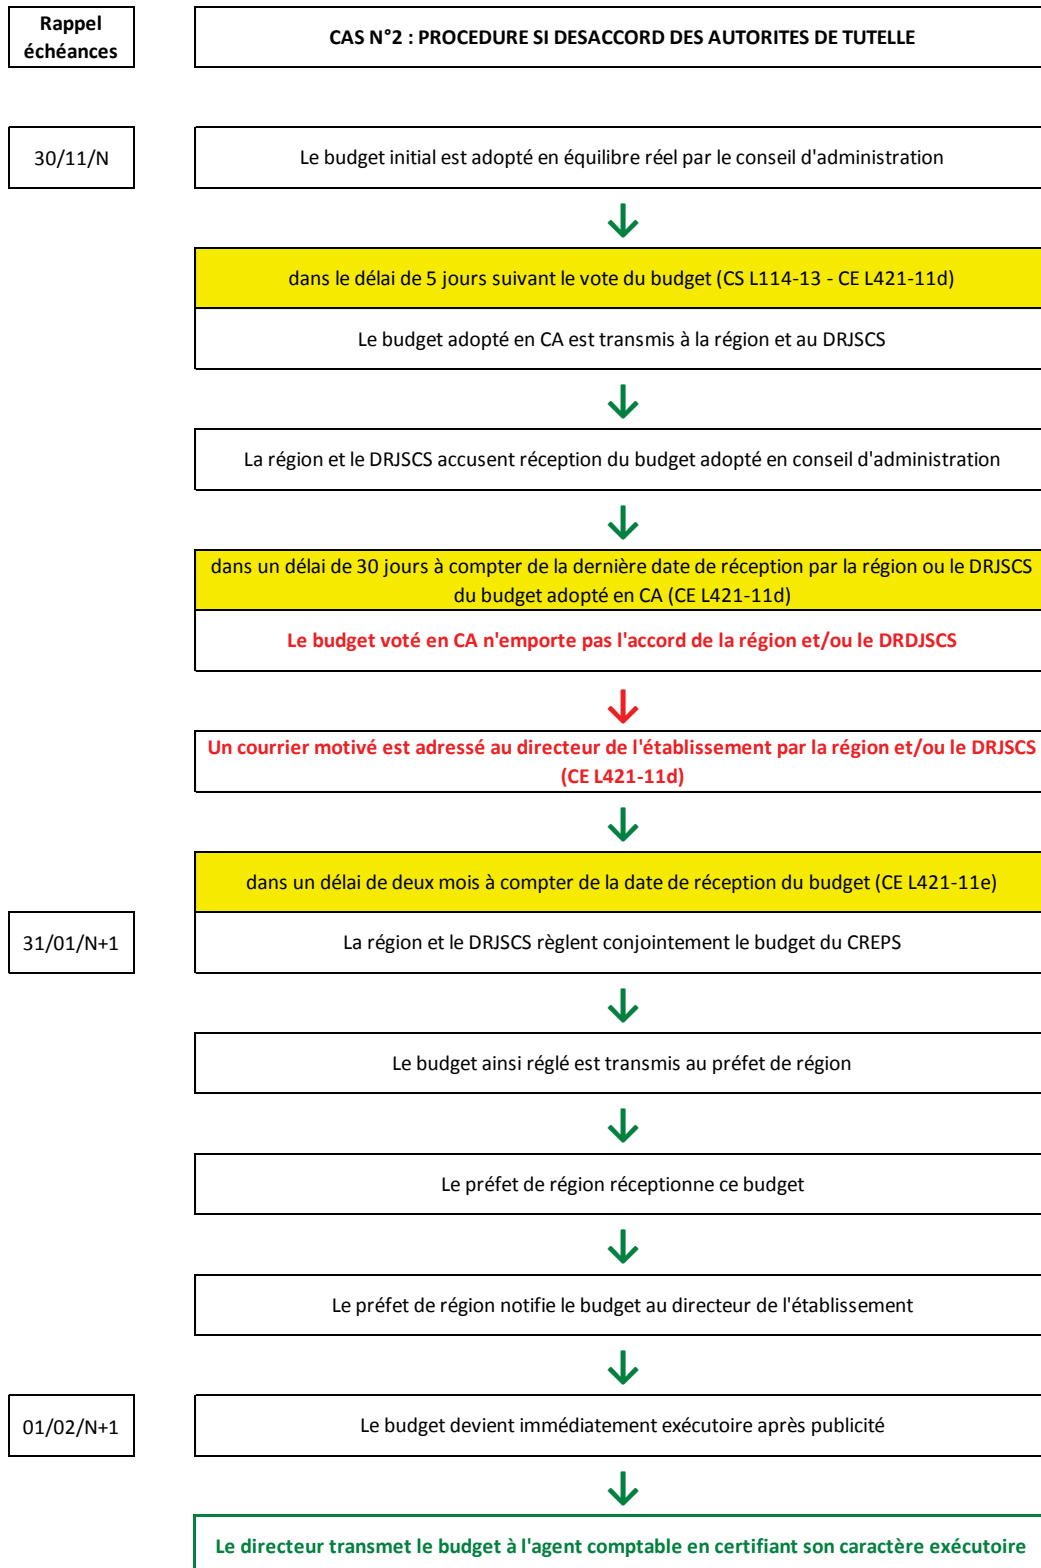 Rappel
échéances
CAS N°2 : PROCEDURE SI DESACCORD DES AUTORITES DE TUTELLE
30/11/N
Le budget initial est adopté en équilibre réel par le conseil d'administration
dans le délai de 5 jours suivant le vote du budget (CS L114-13 - CE L421-11d)
Le budget adopté en CA est transmis à la région et au DRJSCS
La région et le DRJSCS accusent réception du budget adopté en conseil d'administration
dans un délai de 30 jours à compter de la dernière date de réception par la région ou le DRJSCS
du budget adopté en CA (CE L421-11d)
Le budget voté en CA n'emporte pas l'accord de la région et/ou le DRDJSCS
Un courrier motivé est adressé au directeur de l'établissement par la région et/ou le DRJSCS
(CE L421-11d)
dans un délai de deux mois à compter de la date de réception du budget (CE L421-11e)
31/01/N+1
La région et le DRJSCS règlent conjointement le budget du CREPS
Le budget ainsi réglé est transmis au préfet de région
Le préfet de région réceptionne ce budget
Le préfet de région notifie le budget au directeur de l'établissement
01/02/N+1
Le budget devient immédiatement exécutoire après publicité
Le directeur transmet le budget à l'agent comptable en certifiant son caractère exécutoire